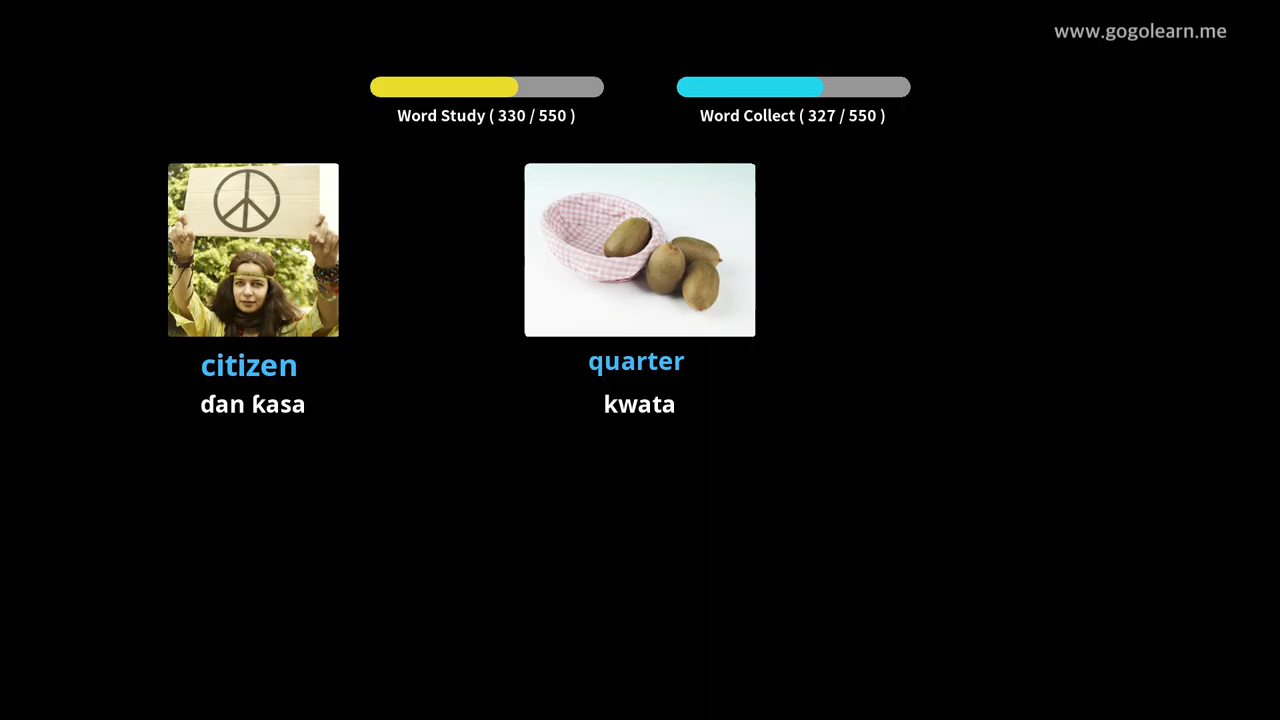 www.gogolearn.me
Word Study ( 330 / 550 )
Word Collect ( 327 / 550 )
citizen
ɗan ƙasa
quarter
kwata